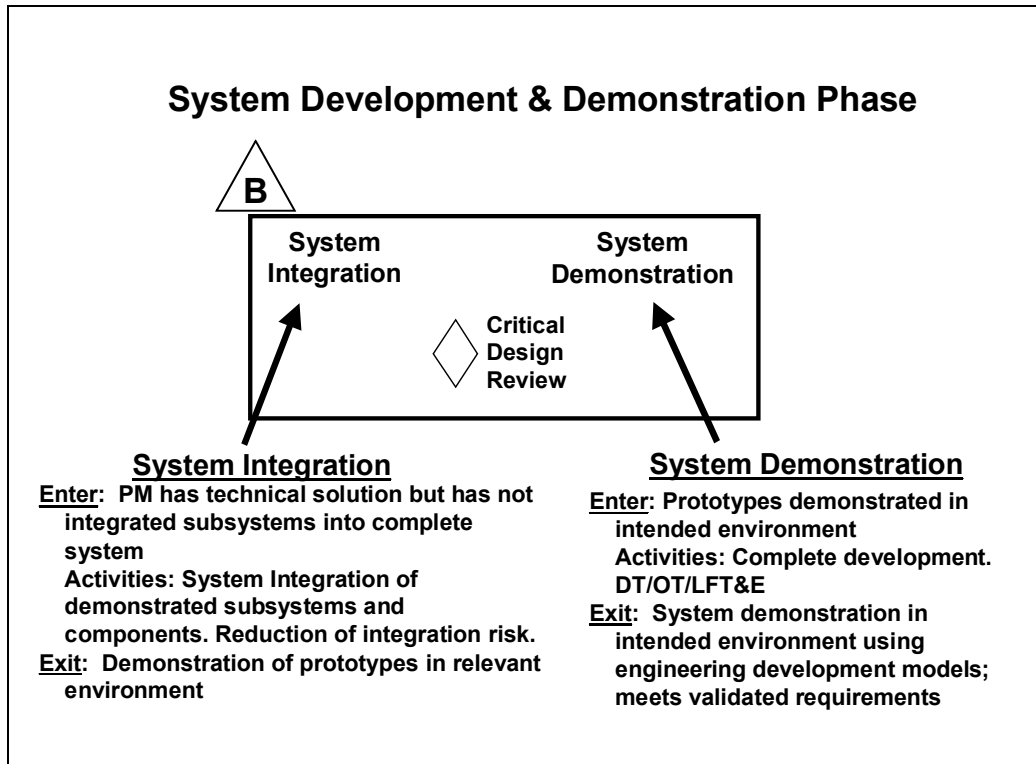 System Development & Demonstration Phase
B
System
Integration
System
Demonstration
Critical
Design
Review
System Integration
Enter: PM has technical solution but has not
integrated subsystems into complete
system
Activities: System Integration of
demonstrated subsystems and
components. Reduction of integration risk.
Exit: Demonstration of prototypes in relevant
environment
System Demonstration
Enter: Prototypes demonstrated in
intended environment
Activities: Complete development.
DT/OT/LFT&E
Exit: System demonstration in
intended environment using
engineering development models;
meets validated requirements